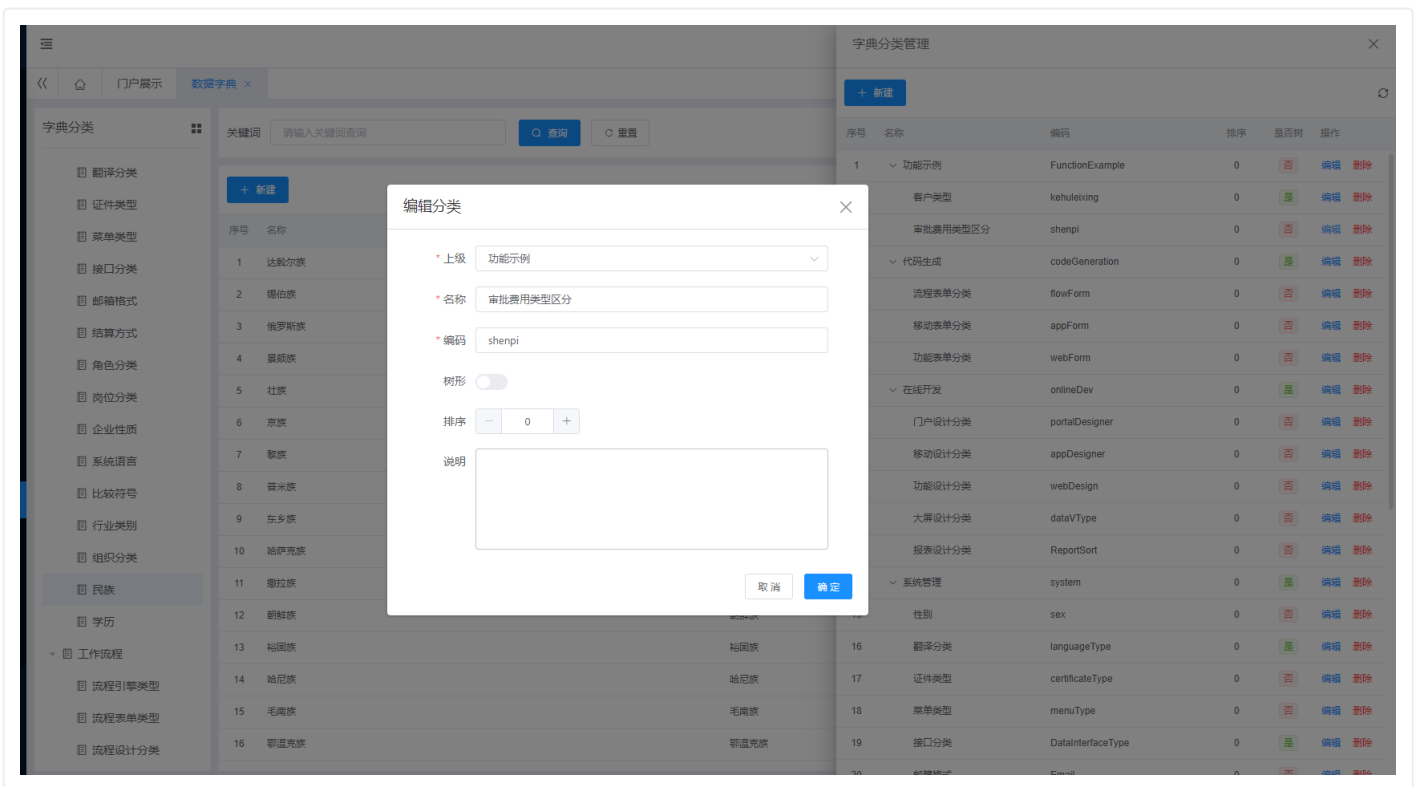 字典分类管理
门户展示
数据字典 ×
+ 新建
字典分类
关键词 请输入关键词查询 查询 重置
序号 名称 编码 排序 是否树 操作
翻译分类
证件类型
菜单类型
接口分类
邮箱格式
结算方式
角色分类
岗位分类
企业性质
系统语言
比较符号
行业类别
组织分类
民族
学历
工作流程
流程引擎类型
流程表单类型
流程设计分类
+ 新建
序号 名称
1 达斡尔族
2 锡伯族
3 俄罗斯族
4 景颇族
5 壮族
6 京族
7 黎族
8 普米族
9 东乡族
10 哈萨克族
11 撒拉族
12 朝鲜族 朝鲜族
13 裕固族 裕固族
14 哈尼族 哈尼族
15 毛南族 毛南族
16 鄂温克族 鄂温克族
编辑分类
* 上级 功能示例
* 名称 审批费用类型区分
* 编码 shenpi
树形
排序 − 0 +
说明
取消 确定
1 功能示例 FunctionExample 0 否 编辑 删除
客户类型 kehuleixing 0 是 编辑 删除
审批费用类型区分 shenpi 0 否 编辑 删除
代码生成 codeGeneration 0 是 编辑 删除
流程表单分类 flowForm 0 否 编辑 删除
移动表单分类 appForm 0 否 编辑 删除
功能表单分类 webForm 0 否 编辑 删除
在线开发 onlineDev 0 是 编辑 删除
门户设计分类 portalDesigner 0 否 编辑 删除
移动设计分类 appDesigner 0 否 编辑 删除
功能设计分类 webDesign 0 否 编辑 删除
大屏设计分类 dataVType 0 否 编辑 删除
报表设计分类 ReportSort 0 否 编辑 删除
系统管理 system 0 是 编辑 删除
15 性别 sex 0 否 编辑 删除
16 翻译分类 languageType 0 是 编辑 删除
17 证件类型 certificateType 0 否 编辑 删除
18 菜单类型 menuType 0 否 编辑 删除
19 接口分类 DataInterfaceType 0 是 编辑 删除
20 邮箱格式 Email 0 否 编辑 删除